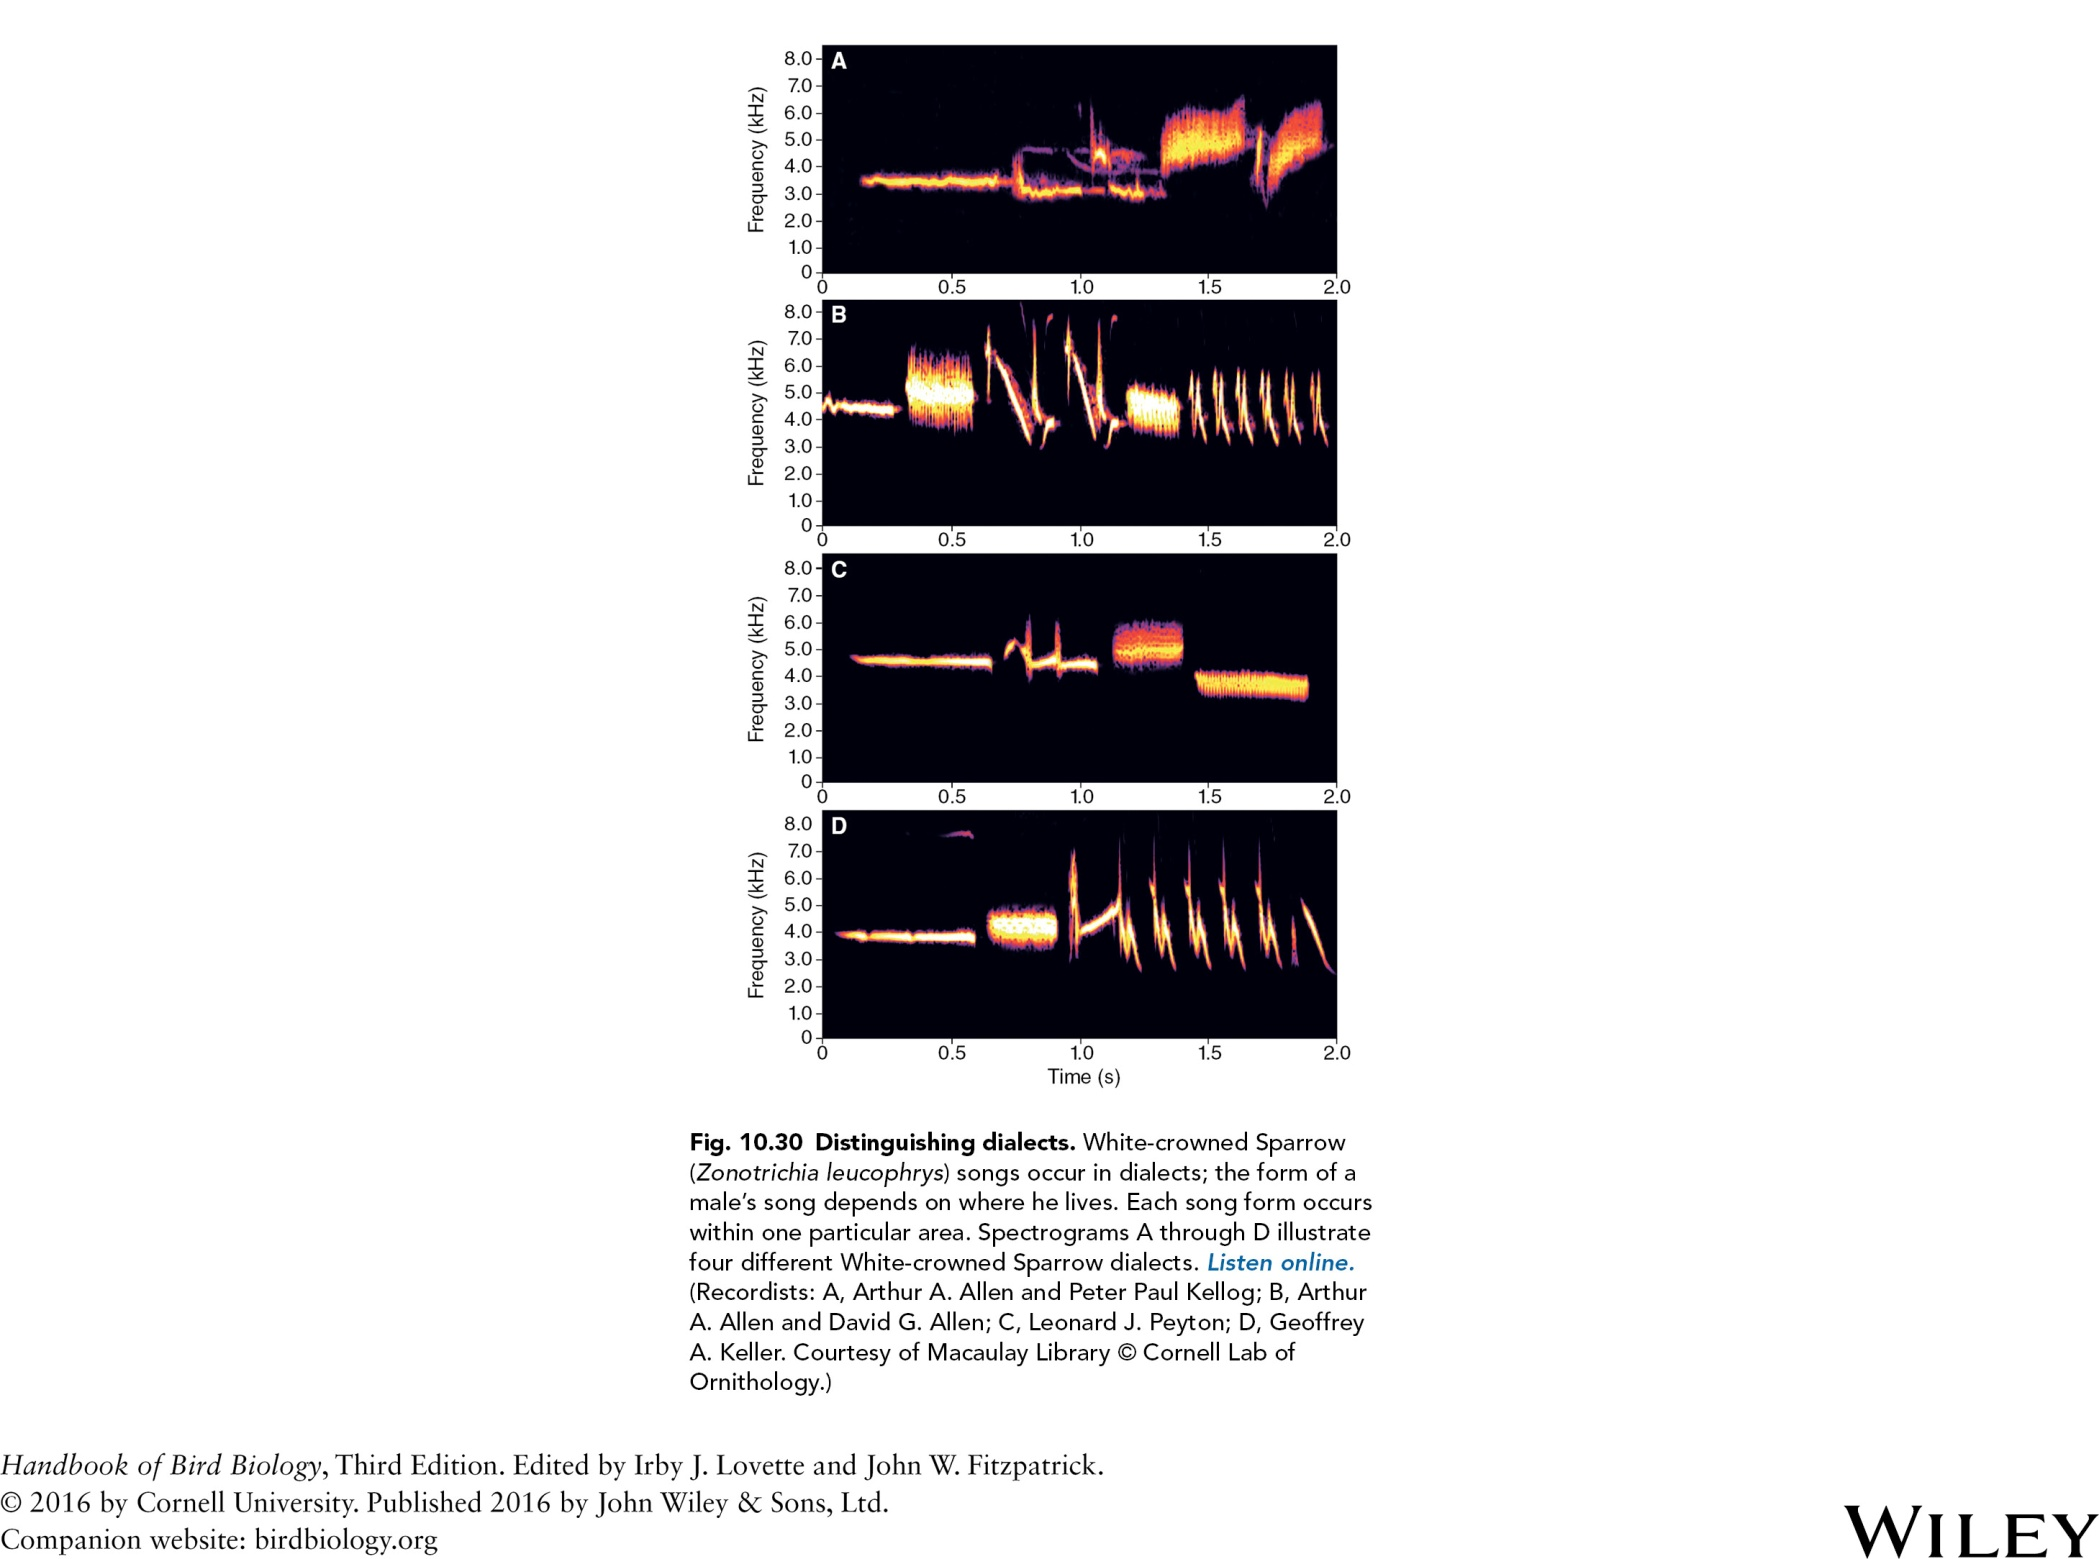 A
8.0
7.0
6.0
5.0
4.0
3.0
2.0
1.0
0
Frequency (kHz)
0 0.5 1.0 1.5 2.0
B
8.0
7.0
6.0
5.0
4.0
3.0
2.0
1.0
0
Frequency (kHz)
0 0.5 1.0 1.5 2.0
C
8.0
7.0
6.0
5.0
4.0
3.0
2.0
1.0
0
Frequency (kHz)
0 0.5 1.0 1.5 2.0
D
8.0
7.0
6.0
5.0
4.0
3.0
2.0
1.0
0
Frequency (kHz)
0 0.5 1.0 1.5 2.0
Time (s)
Fig. 10.30 Distinguishing dialects. White-crowned Sparrow
(Zonotrichia leucophrys) songs occur in dialects; the form of a
male's song depends on where he lives. Each song form occurs
within one particular area. Spectrograms A through D illustrate
four different White-crowned Sparrow dialects. Listen online.
(Recordists: A, Arthur A. Allen and Peter Paul Kellog; B, Arthur
A. Allen and David G. Allen; C, Leonard J. Peyton; D, Geoffrey
A. Keller. Courtesy of Macaulay Library © Cornell Lab of
Ornithology.)
Handbook of Bird Biology, Third Edition. Edited by Irby J. Lovette and John W. Fitzpatrick.
© 2016 by Cornell University. Published 2016 by John Wiley & Sons, Ltd.
Companion website: birdbiology.org
WILEY